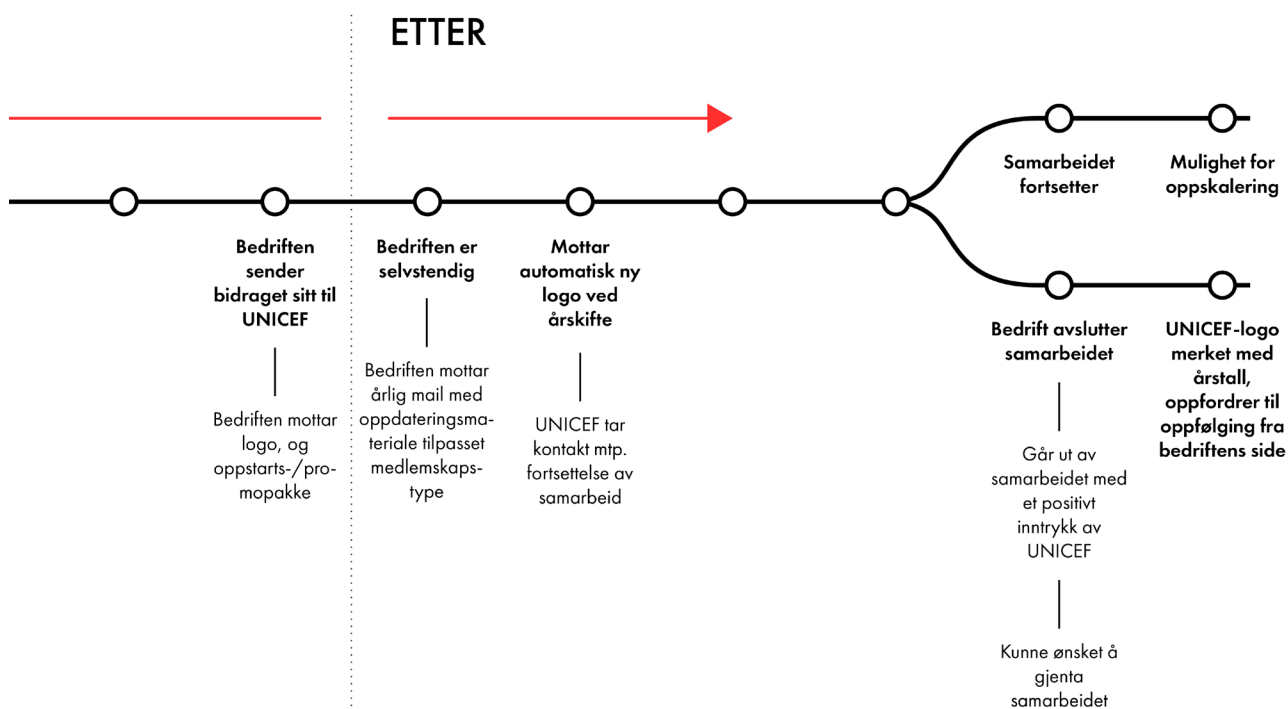 ETTER
Bedriften
sender
bidraget sitt til
UNICEF
Bedriften mottar
logo, og
oppstarts-/pro-
mopakke
Bedriften er
selvstendig
Bedriften mottar
årlig mail med
oppdateringsma-
teriale tilpasset
medlemskaps-
type
Mottar
automatisk ny
logo ved
årskifte
UNICEF tar
kontakt mtp.
fortsettelse av
samarbeid
Samarbeidet
fortsetter
Mulighet for
oppskalering
Bedrift avslutter
samarbeidet
Går ut av
samarbeidet med
et positivt
inntrykk av
UNICEF
Kunne ønsket å
gjenta
samarbeidet
UNICEF-logo
merket med
årstall,
oppfordrer til
oppfølging fra
bedriftens side